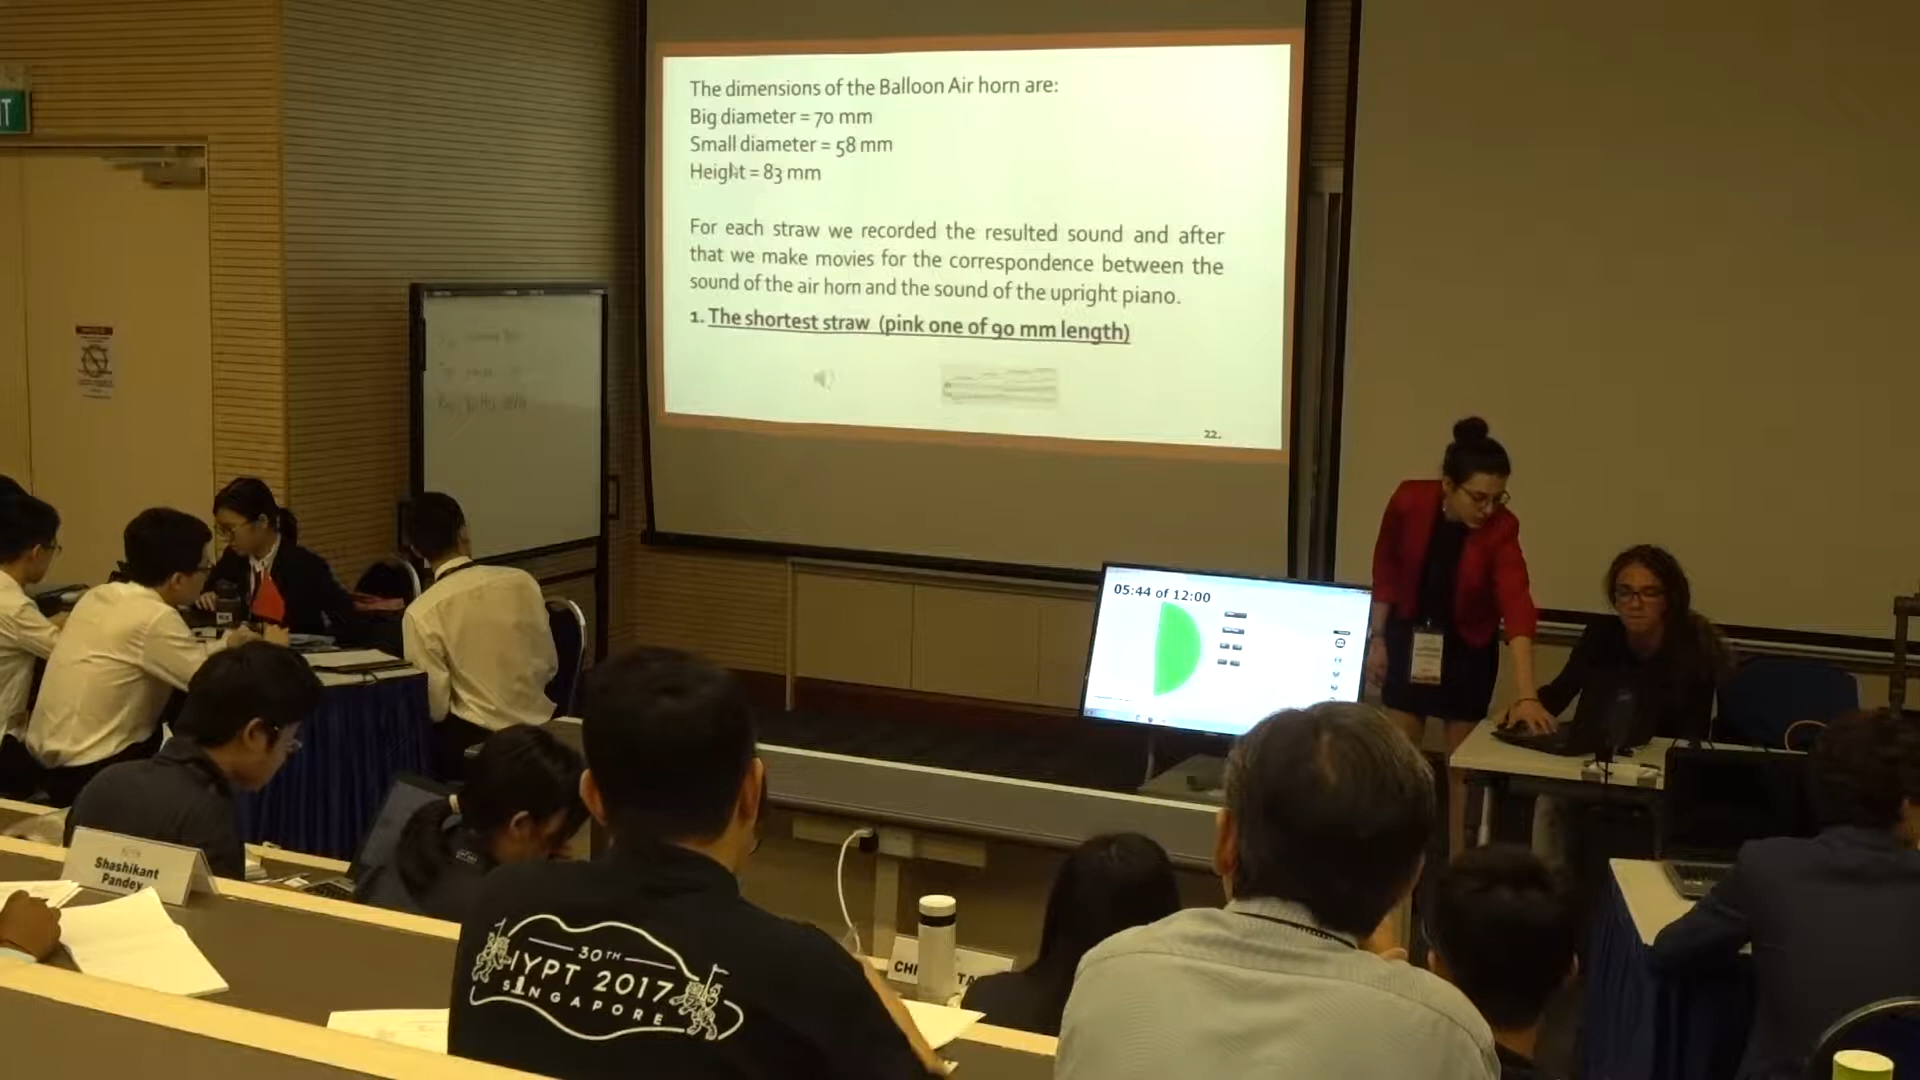 The dimensions of the Balloon Air horn are:
Big diameter = 70 mm
Small diameter = 58 mm
Height = 83 mm
For each straw we recorded the resulted sound and after
that we make movies for the correspondence between the
sound of the air horn and the sound of the upright piano.
1. The shortest straw (pink one of 90 mm length)
22.
05:44 of 12:00
Shashikant
Pandey
30TH
IYPT 2017
SINGAPORE
CHI
TA